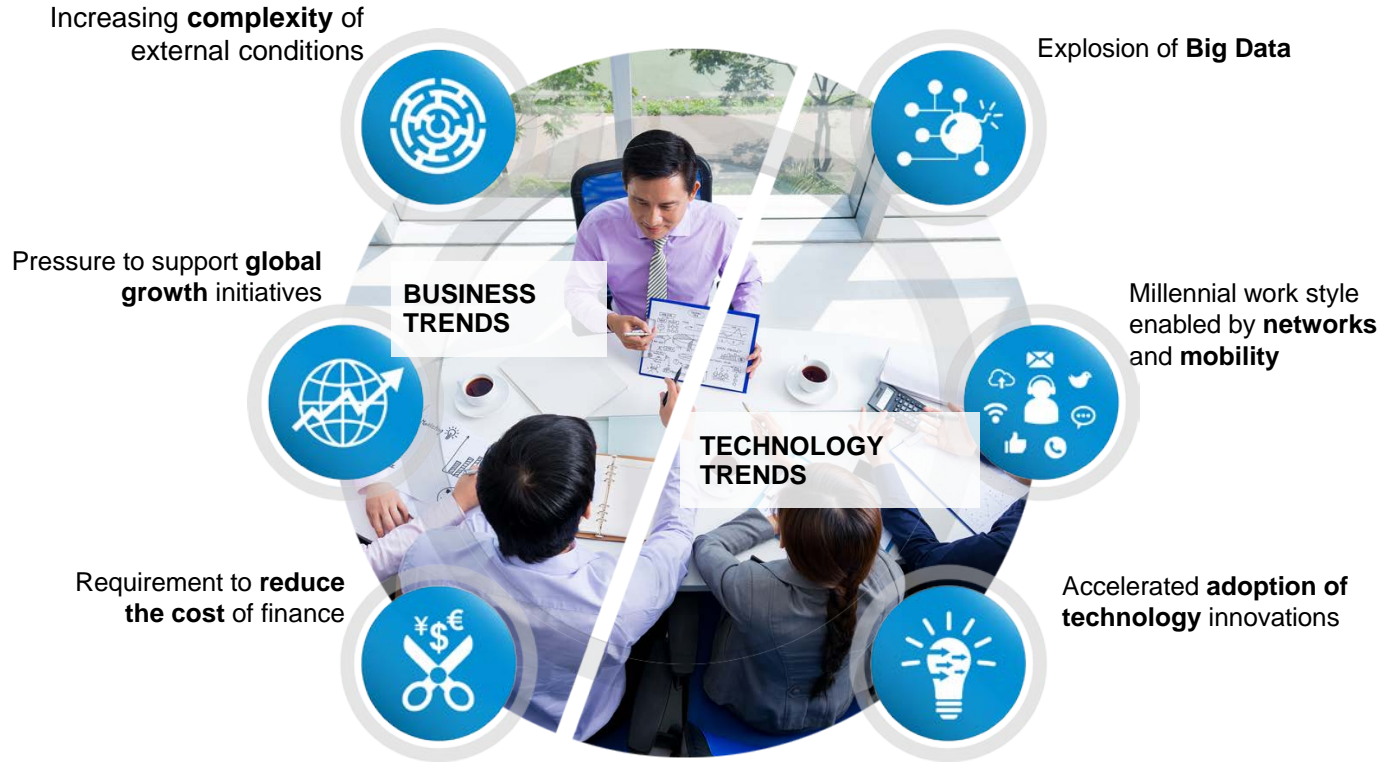 Increasing complexity of
external conditions
Pressure to support global
growth initiatives
Requirement to reduce
the cost of finance
BUSINESS
TRENDS
TECHNOLOGY
TRENDS
Explosion of Big Data
Millennial work style
enabled by networks
and mobility
Accelerated adoption of
technology innovations
¥$€